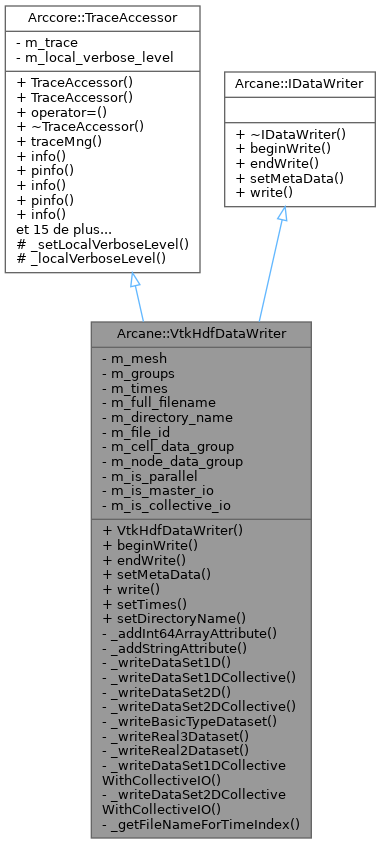 Arccore::TraceAccessor
- m_trace
- m_local_verbose_level
+ TraceAccessor()
+ TraceAccessor()
+ operator=()
+ ~TraceAccessor()
+ traceMng()
+ info()
+ pinfo()
+ info()
+ pinfo()
+ info()
et 15 de plus...
# _setLocalVerboseLevel()
# _localVerboseLevel()
Arcane::IDataWriter
+ ~IDataWriter()
+ beginWrite()
+ endWrite()
+ setMetaData()
+ write()
Arcane::VtkHdfDataWriter
- m_mesh
- m_groups
- m_times
- m_full_filename
- m_directory_name
- m_file_id
- m_cell_data_group
- m_node_data_group
- m_is_parallel
- m_is_master_io
- m_is_collective_io
+ VtkHdfDataWriter()
+ beginWrite()
+ endWrite()
+ setMetaData()
+ write()
+ setTimes()
+ setDirectoryName()
- _addInt64ArrayAttribute()
- _addStringAttribute()
- _writeDataSet1D()
- _writeDataSet1DCollective()
- _writeDataSet2D()
- _writeDataSet2DCollective()
- _writeBasicTypeDataset()
- _writeReal3Dataset()
- _writeReal2Dataset()
- _writeDataSet1DCollective
WithCollectiveIO()
- _writeDataSet2DCollective
WithCollectiveIO()
- _getFileNameForTimeIndex()